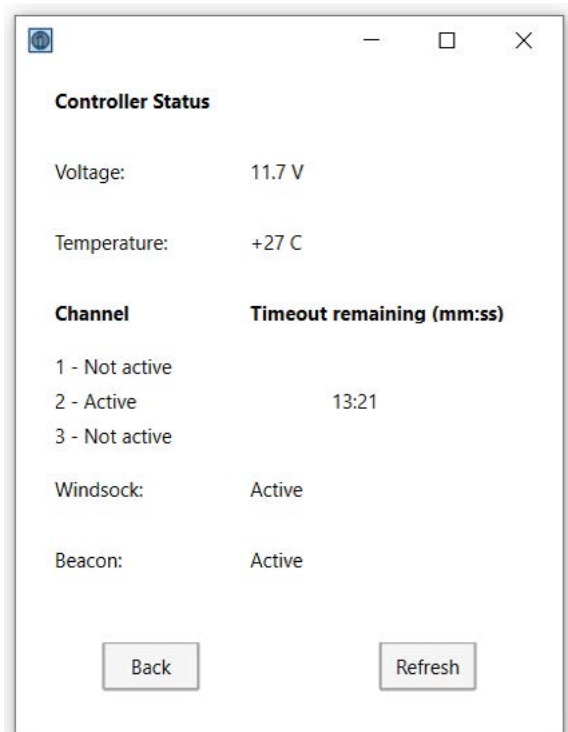 Controller Status
Voltage: 11.7 V
Temperature: +27 C
Channel Timeout remaining (mm:ss)
1 - Not active
2 - Active 13:21
3 - Not active
Windsock: Active
Beacon: Active
Back Refresh